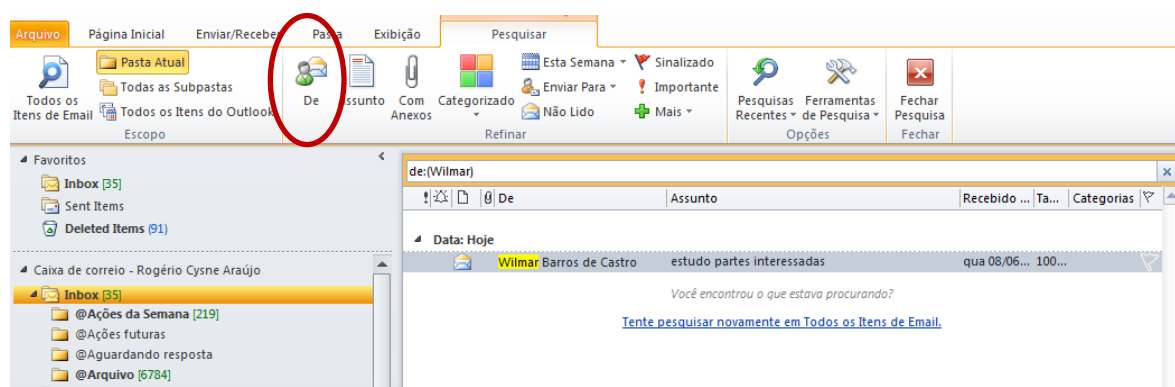 Arquivo Página Inicial Enviar/Receber Pasta Exibição Pesquisar
Todos os Itens de Email
Pasta Atual
Todas as Subpastas
Todos os Itens do Outlook
Escopo
De
Assunto
Com Anexos
Categorizado
Esta Semana
Enviar Para
Não Lido
Sinalizado
Importante
Mais
Refinar
Pesquisas Recentes
Ferramentas de Pesquisa
Opções
Fechar Pesquisa
Fechar
Favoritos
Inbox [35]
Sent Items
Deleted Items (91)
Caixa de correio - Rogério Cysne Araújo
Inbox [35]
@Ações da Semana [219]
@Ações futuras
@Aguardando resposta
@Arquivo [6784]
de:(Wilmar)
De Assunto Recebido ... Ta... Categorias
Data: Hoje
Wilmar Barros de Castro estudo partes interessadas qua 08/06... 100...
Você encontrou o que estava procurando?
Tente pesquisar novamente em Todos os Itens de Email.